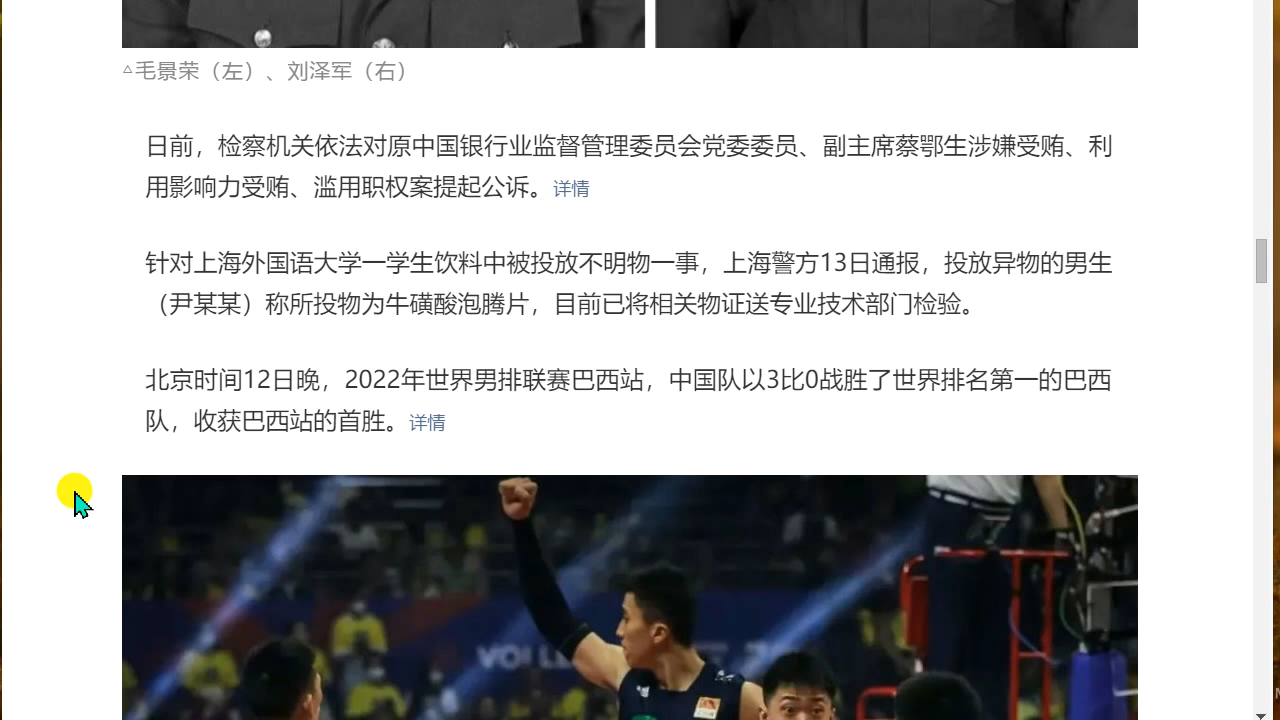 △毛景荣（左）、刘泽军（右）
日前，检察机关依法对原中国银行业监督管理委员会党委委员、副主席蔡鄂生涉嫌受贿、利
用影响力受贿、滥用职权案提起公诉。详情
针对上海外国语大学一学生饮料中被投放不明物一事，上海警方13日通报，投放异物的男生
（尹某某）称所投物为牛磺酸泡腾片，目前已将相关物证送专业技术部门检验。
北京时间12日晚，2022年世界男排联赛巴西站，中国队以3比0战胜了世界排名第一的巴西
队，收获巴西站的首胜。详情